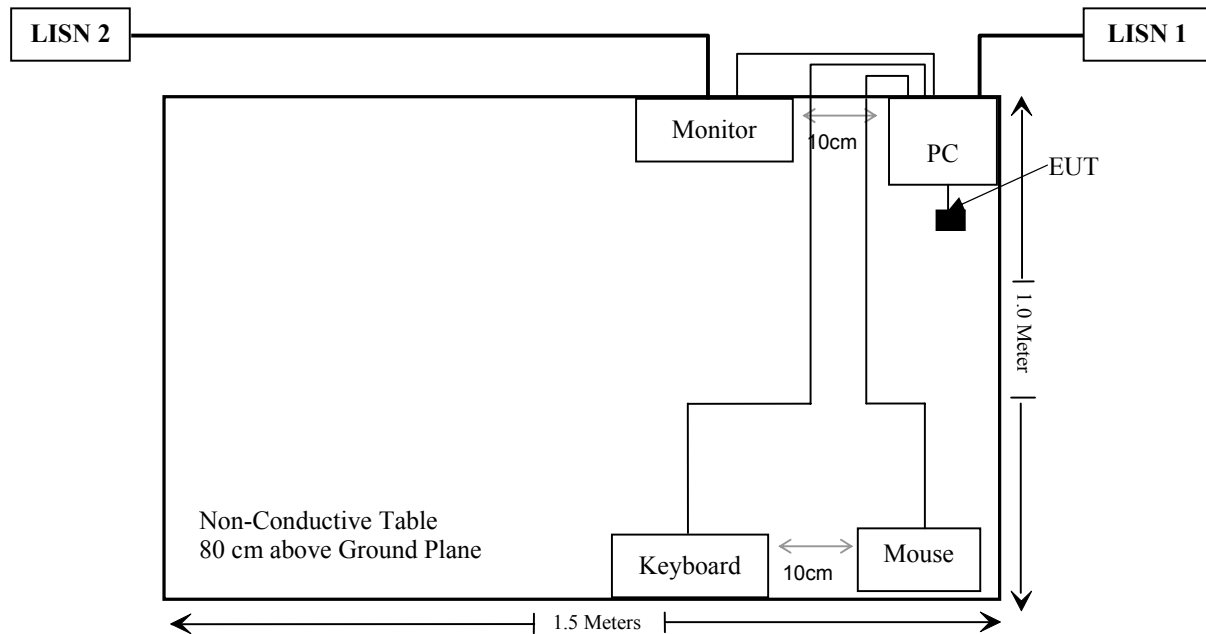 LISN 2
LISN 1
Monitor
10cm
PC
EUT
1.0 Meter
Non-Conductive Table
80 cm above Ground Plane
Keyboard
10cm
Mouse
1.5 Meters